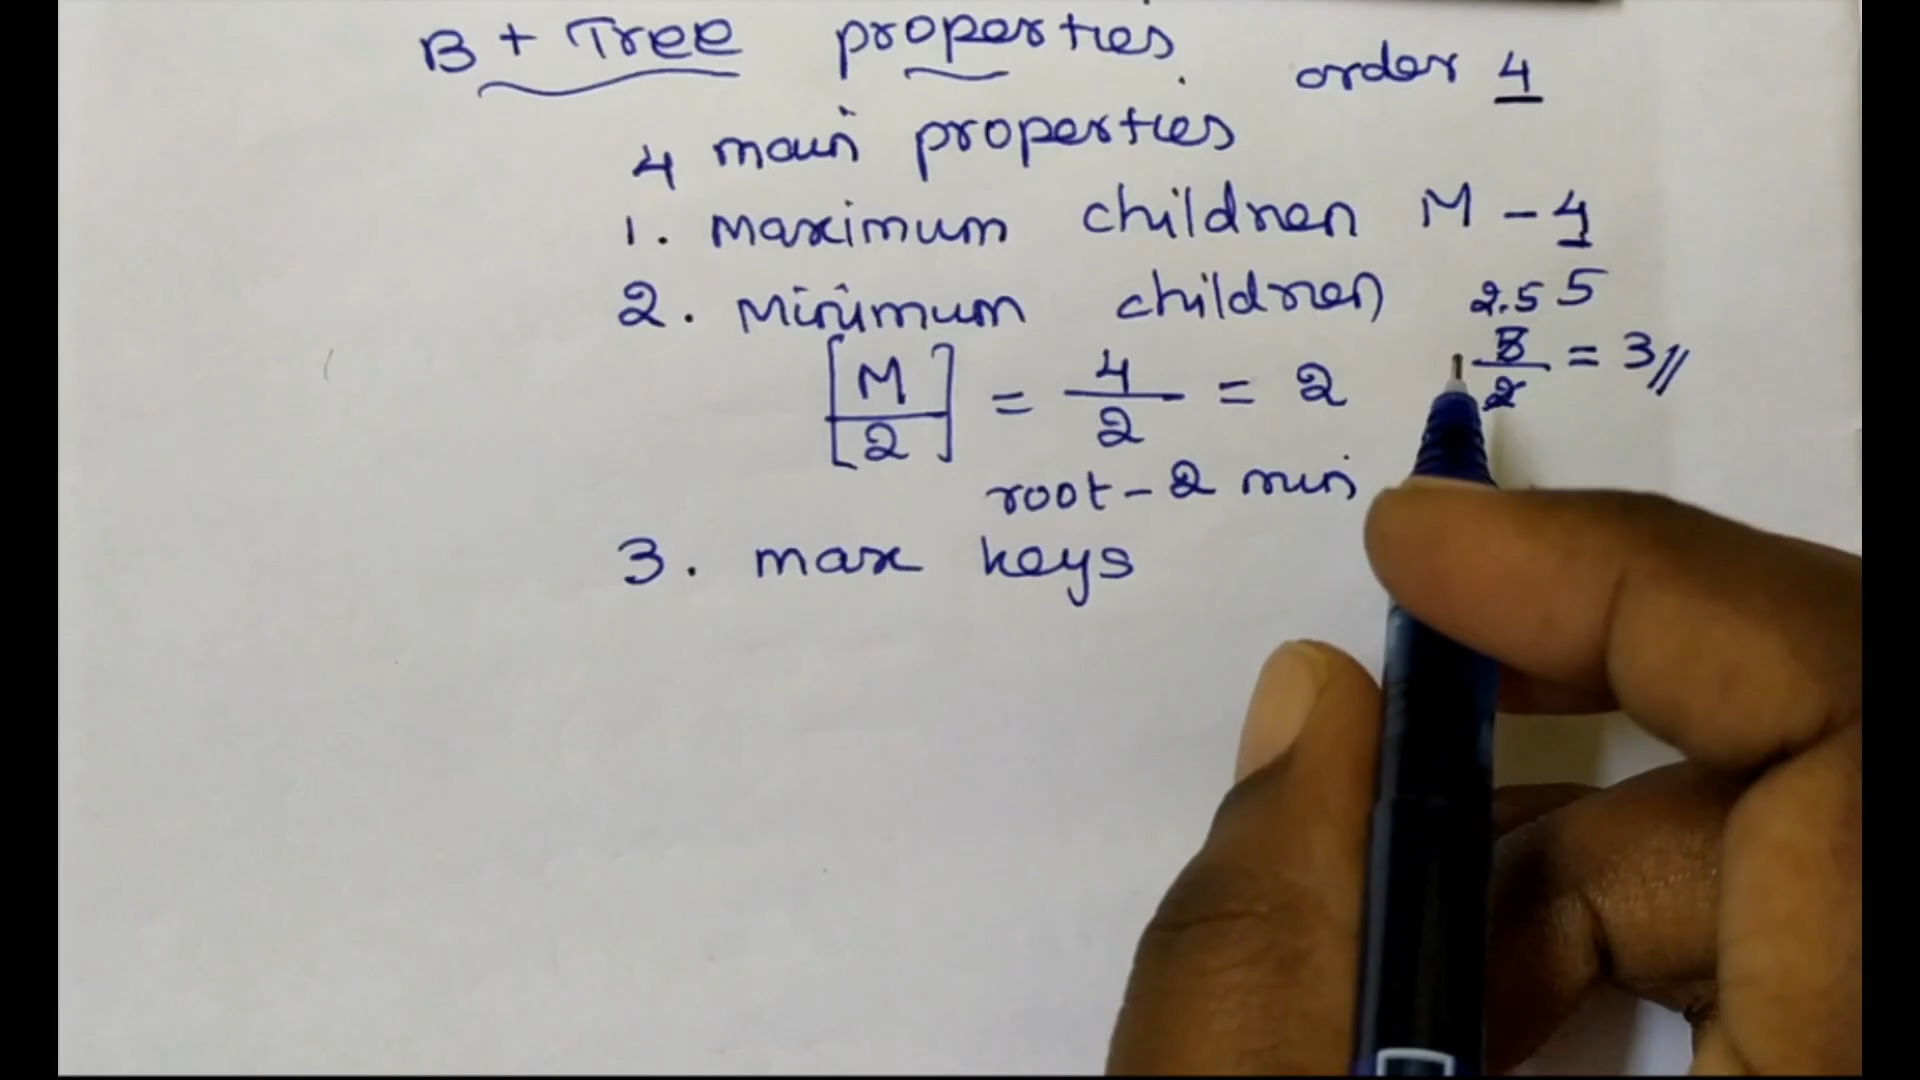 B + Tree properties
order 4
4 main properties
1. Maximum children M - 4
2. Minimum children 2.5 5
[M/2] = 4/2 = 2 5/2 = 3//
root - 2 min
3. max keys